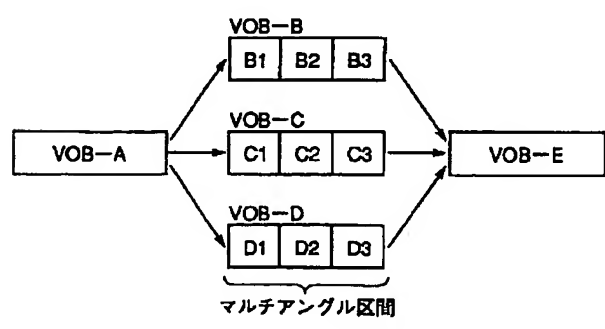 VOB－B
B1 B2 B3
VOB－C
VOB－A C1 C2 C3 VOB－E
VOB－D
D1 D2 D3
マルチアングル区間